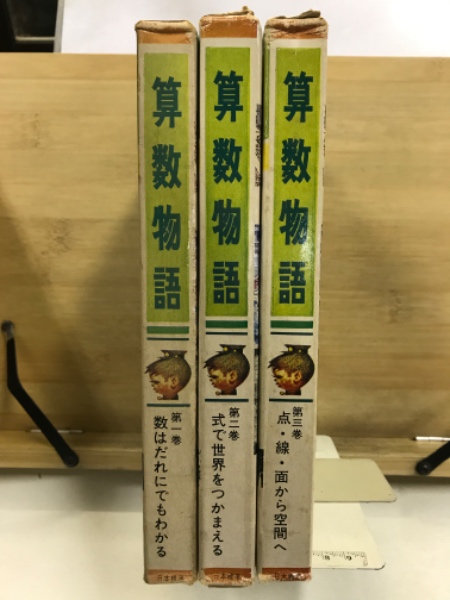 算数物語
第一巻
数はだれにでもわかる
算数物語
第二巻
式で世界をつかまえる
算数物語
第三巻
点・線・面から空間へ